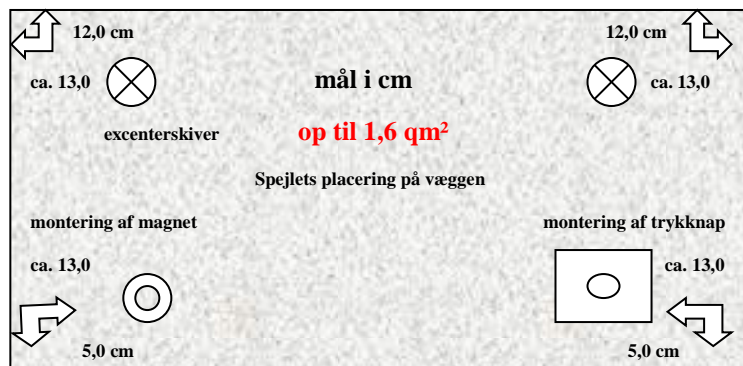 12,0 cm
12,0 cm
ca. 13,0
mål i cm
ca. 13,0
excenterskiver
op til 1,6 qm²
Spejlets placering på væggen
montering af magnet
montering af trykknap
ca. 13,0
ca. 13,0
5,0 cm
5,0 cm